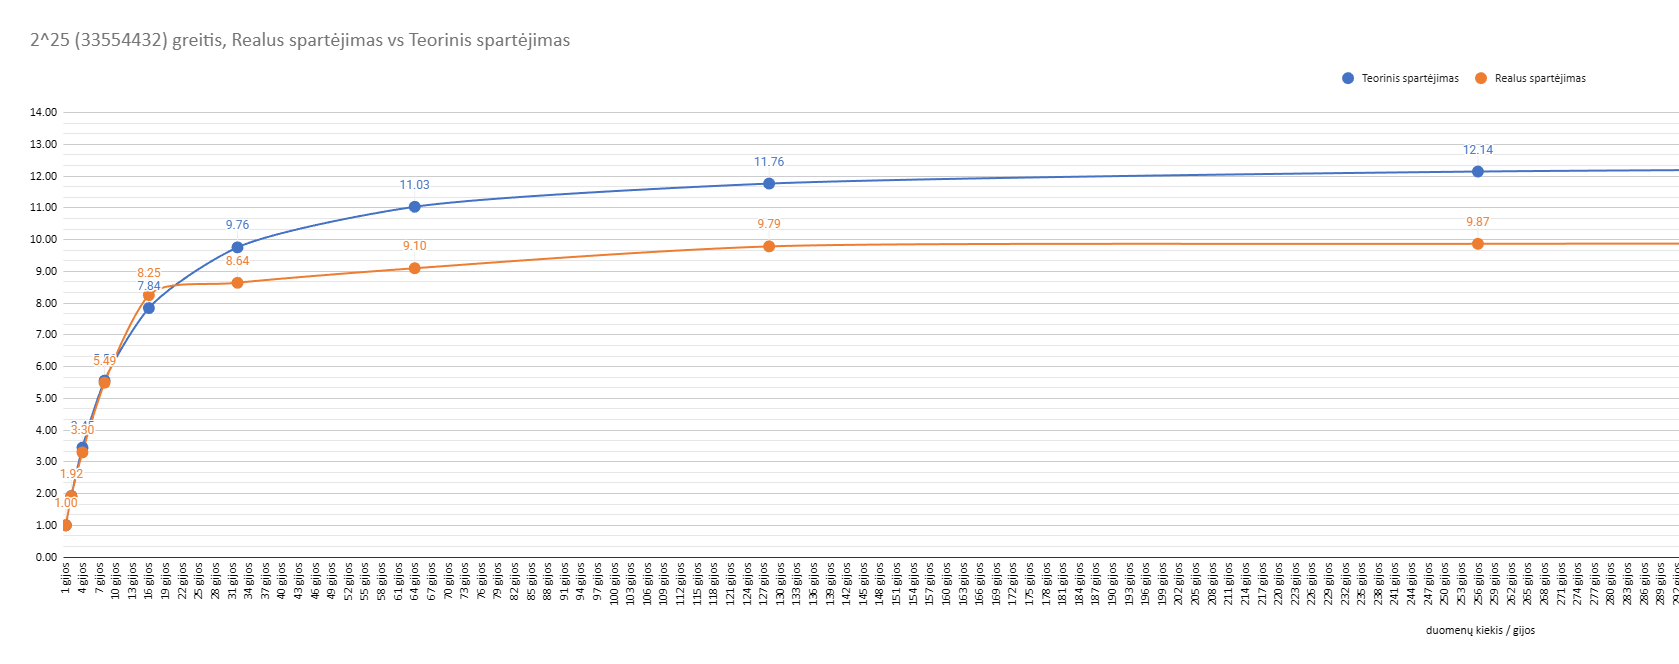 2^25 (33554432) greitis, Realus spartėjimas vs Teorinis spartėjimas
Teorinis spartėjimas
Realus spartėjimas
14.00
13.00
12.00
11.00
10.00
9.00
8.00
7.00
6.00
5.00
4.00
3.00
2.00
1.00
0.00
1.00
1.92
3.30
5.49
8.25
7.84
9.76
8.64
11.03
9.10
11.76
9.79
12.14
9.87
1 gijos
4 gijos
7 gijos
10 gijos
13 gijos
16 gijos
19 gijos
22 gijos
25 gijos
28 gijos
31 gijos
34 gijos
37 gijos
40 gijos
43 gijos
46 gijos
49 gijos
52 gijos
55 gijos
58 gijos
61 gijos
64 gijos
67 gijos
70 gijos
73 gijos
76 gijos
79 gijos
82 gijos
85 gijos
88 gijos
91 gijos
94 gijos
97 gijos
100 gijos
103 gijos
106 gijos
109 gijos
112 gijos
115 gijos
118 gijos
121 gijos
124 gijos
127 gijos
130 gijos
133 gijos
136 gijos
139 gijos
142 gijos
145 gijos
148 gijos
151 gijos
154 gijos
157 gijos
160 gijos
163 gijos
166 gijos
169 gijos
172 gijos
175 gijos
178 gijos
181 gijos
184 gijos
187 gijos
190 gijos
193 gijos
196 gijos
199 gijos
202 gijos
205 gijos
208 gijos
211 gijos
214 gijos
217 gijos
220 gijos
223 gijos
226 gijos
229 gijos
232 gijos
235 gijos
238 gijos
241 gijos
244 gijos
247 gijos
250 gijos
253 gijos
256 gijos
259 gijos
262 gijos
265 gijos
268 gijos
271 gijos
274 gijos
277 gijos
280 gijos
283 gijos
286 gijos
289 gijos
292 gijos
duomenų kiekis / gijos